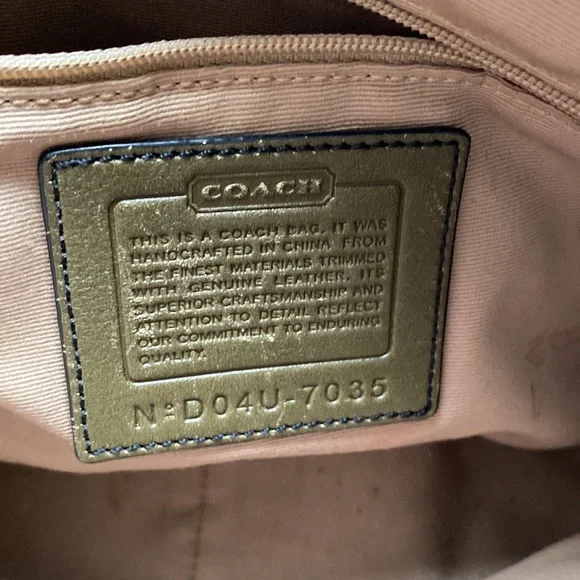 COACH
THIS IS A COACH BAG. IT WAS
HANDCRAFTED IN CHINA FROM
THE FINEST MATERIALS TRIMMED
WITH GENUINE LEATHER. ITS
SUPERIOR CRAFTSMANSHIP AND
ATTENTION TO DETAIL REFLECT
OUR COMMITMENT TO ENDURING
QUALITY.
Nº D04U-7035